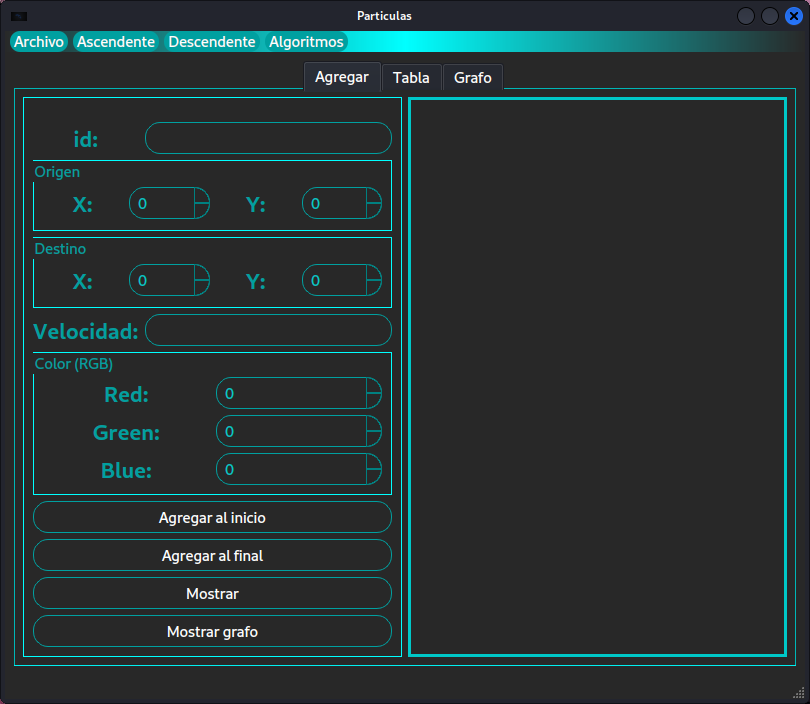 Particulas
Archivo Ascendente Descendente Algoritmos
Agregar Tabla Grafo
id:
Origen
X: 0 Y: 0
Destino
X: 0 Y: 0
Velocidad:
Color (RGB)
Red: 0
Green: 0
Blue: 0
Agregar al inicio
Agregar al final
Mostrar
Mostrar grafo